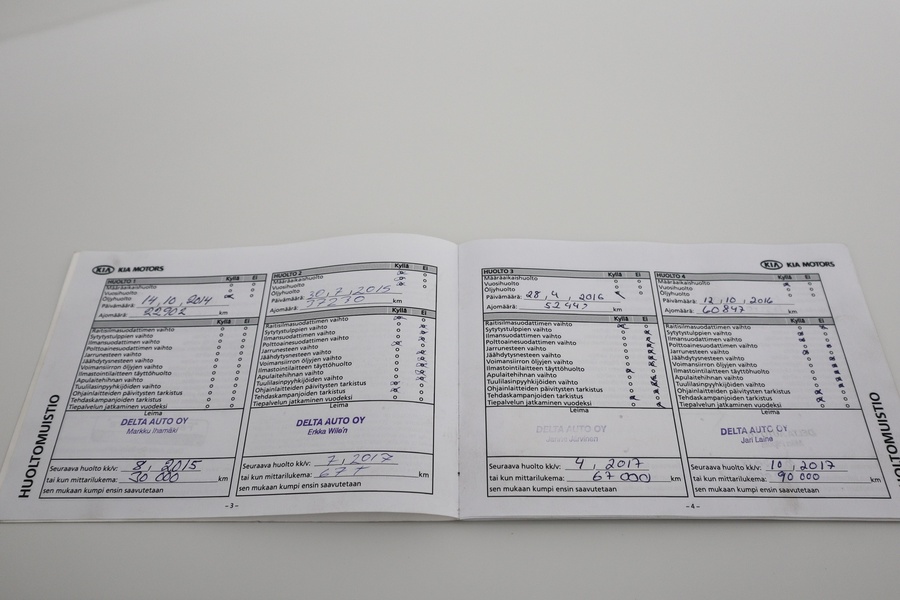 KIA KIA MOTORS
HUOLTO 1 Kyllä Ei
Määräaikaishuolto
Vuosihuolto
Öljyhuolto
Päivämäärä: 14,10,2014
Ajomäärä: 22902 km
Raitisilmasuodattimen vaihto
Sytytystulppien vaihto
Ilmansuodattimen vaihto
Polttoainesuodattimen vaihto
Jarrunesteen vaihto
Jäähdytysnesteen vaihto
Voimansiirron öljyjen vaihto
Ilmastointilaitteen täyttöhuolto
Apulaitehihnan vaihto
Tuulilasinpyyhkijöiden vaihto
Ohjainlaitteiden päivitysten tarkistus
Tehdaskampanjoiden tarkistus
Tiepalvelun jatkaminen vuodeksi
Leima
DELTA AUTO OY
Markku Ihamäki
Seuraava huolto kk/v: 8, 2015
tai kun mittarilukema: 30 000 km
sen mukaan kumpi ensin saavutetaan
HUOLTOMUISTIO
HUOLTO 2 Kyllä Ei
Määräaikaishuolto
Vuosihuolto
Öljyhuolto
Päivämäärä: 30,7,2015
Ajomäärä: km
Raitisilmasuodattimen vaihto
Sytytystulppien vaihto
Ilmansuodattimen vaihto
Polttoainesuodattimen vaihto
Jarrunesteen vaihto
Jäähdytysnesteen vaihto
Voimansiirron öljyjen vaihto
Ilmastointilaitteen täyttöhuolto
Apulaitehihnan vaihto
Tuulilasinpyyhkijöiden vaihto
Ohjainlaitteiden päivitysten tarkistus
Tehdaskampanjoiden tarkistus
Tiepalvelun jatkaminen vuodeksi
Leima
DELTA AUTO OY
Erkka Wilén
Seuraava huolto kk/v: 7, 2017
tai kun mittarilukema: 67 km
sen mukaan kumpi ensin saavutetaan
- 3 -
HUOLTO 3 Kyllä Ei
Määräaikaishuolto
Vuosihuolto
Öljyhuolto
Päivämäärä: 28,4,2016
Ajomäärä: km
Raitisilmasuodattimen vaihto
Sytytystulppien vaihto
Ilmansuodattimen vaihto
Polttoainesuodattimen vaihto
Jarrunesteen vaihto
Jäähdytysnesteen vaihto
Voimansiirron öljyjen vaihto
Ilmastointilaitteen täyttöhuolto
Apulaitehihnan vaihto
Tuulilasinpyyhkijöiden vaihto
Ohjainlaitteiden päivitysten tarkistus
Tehdaskampanjoiden tarkistus
Tiepalvelun jatkaminen vuodeksi
Leima
DELTA AUTO OY
Seuraava huolto kk/v: 4, 2017
tai kun mittarilukema: 67 000 km
sen mukaan kumpi ensin saavutetaan
KIA KIA MOTORS
HUOLTO 4 Kyllä Ei
Määräaikaishuolto
Vuosihuolto
Öljyhuolto
Päivämäärä: 12,10,2016
Ajomäärä: 60847 km
Raitisilmasuodattimen vaihto
Sytytystulppien vaihto
Ilmansuodattimen vaihto
Polttoainesuodattimen vaihto
Jarrunesteen vaihto
Jäähdytysnesteen vaihto
Voimansiirron öljyjen vaihto
Ilmastointilaitteen täyttöhuolto
Apulaitehihnan vaihto
Tuulilasinpyyhkijöiden vaihto
Ohjainlaitteiden päivitysten tarkistus
Tehdaskampanjoiden tarkistus
Tiepalvelun jatkaminen vuodeksi
Leima
DELTA AUTO OY
Jari Laine
Seuraava huolto kk/v: 10, 2017
tai kun mittarilukema: 90 000 km
sen mukaan kumpi ensin saavutetaan
- 4 -